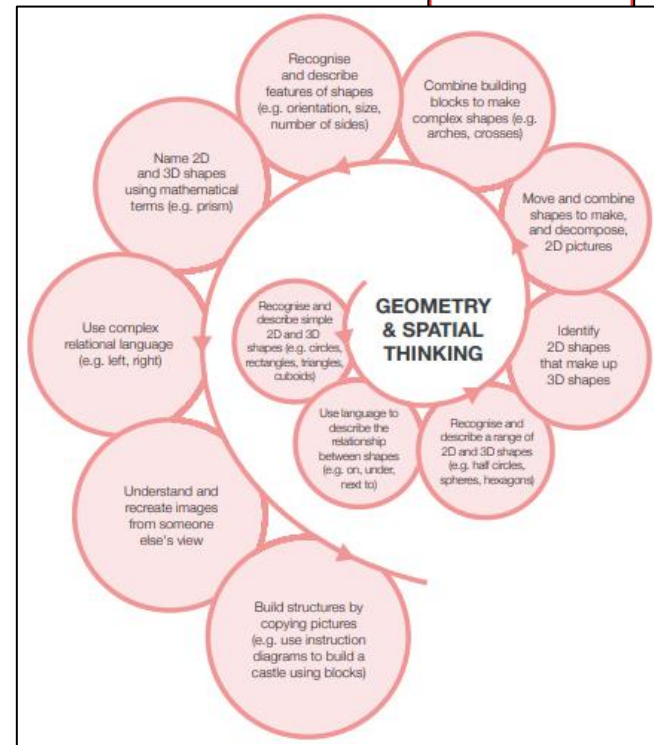 GEOMETRY
& SPATIAL
THINKING
Recognise and
describe simple
2D and 3D
shapes (e.g. circles,
rectangles, triangles,
cuboids)
Use language to
describe the
relationship
between shapes
(e.g. on, under,
next to)
Recognise and
describe a range of
2D and 3D shapes
(e.g. half circles,
spheres, hexagons)
Identify
2D shapes
that make up
3D shapes
Move and combine
shapes to make,
and decompose,
2D pictures
Combine building
blocks to make
complex shapes (e.g.
arches, crosses)
Recognise
and describe
features of shapes
(e.g. orientation, size,
number of sides)
Name 2D
and 3D shapes
using mathematical
terms (e.g. prism)
Use complex
relational language
(e.g. left, right)
Understand and
recreate images
from someone
else's view
Build structures by
copying pictures
(e.g. use instruction
diagrams to build a
castle using blocks)